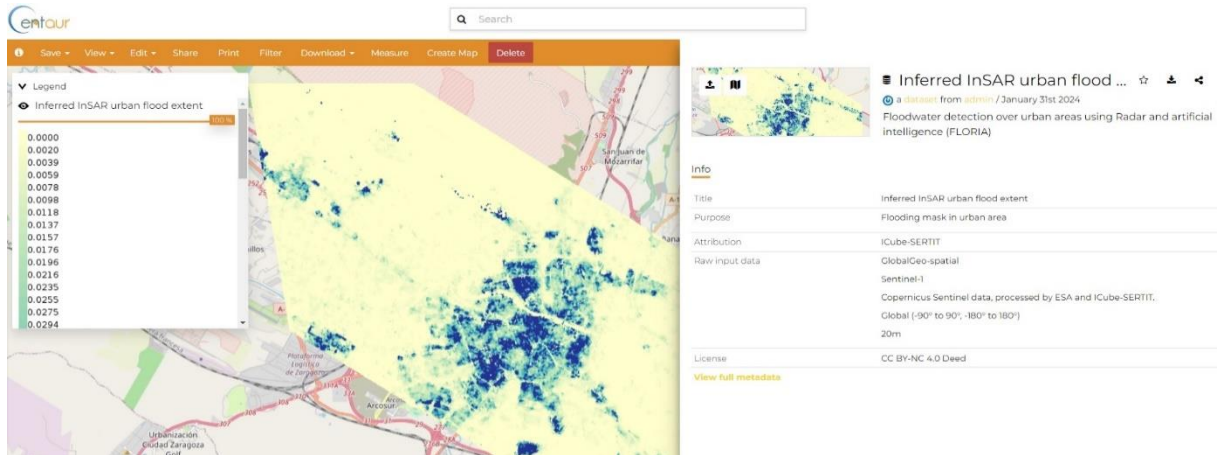 Centaur
Search
Save View Edit Share Print Filter Download Measure Create Map Delete
Legend
Inferred InSAR urban flood extent
100 %
0.0000
0.0020
0.0039
0.0059
0.0078
0.0098
0.0118
0.0137
0.0157
0.0176
0.0196
0.0216
0.0235
0.0255
0.0275
0.0294
San Juan de
Mozarrifar
Plataforma
Logística
de Zaragoza
Arcosur
Urbanización
Ciudad Zaragoza
Golf
Inferred InSAR urban flood ...
a dataset from admin / January 31st 2024
Floodwater detection over urban areas using Radar and artificial
intelligence (FLORIA)
Info
Title Inferred InSAR urban flood extent
Purpose Flooding mask in urban area
Attribution ICube-SERTIT
Raw input data GlobalGeo-spatial
Sentinel-1
Copernicus Sentinel data, processed by ESA and ICube-SERTIT.
Global (-90° to 90°, -180° to 180°)
20m
License CC BY-NC 4.0 Deed
View full metadata